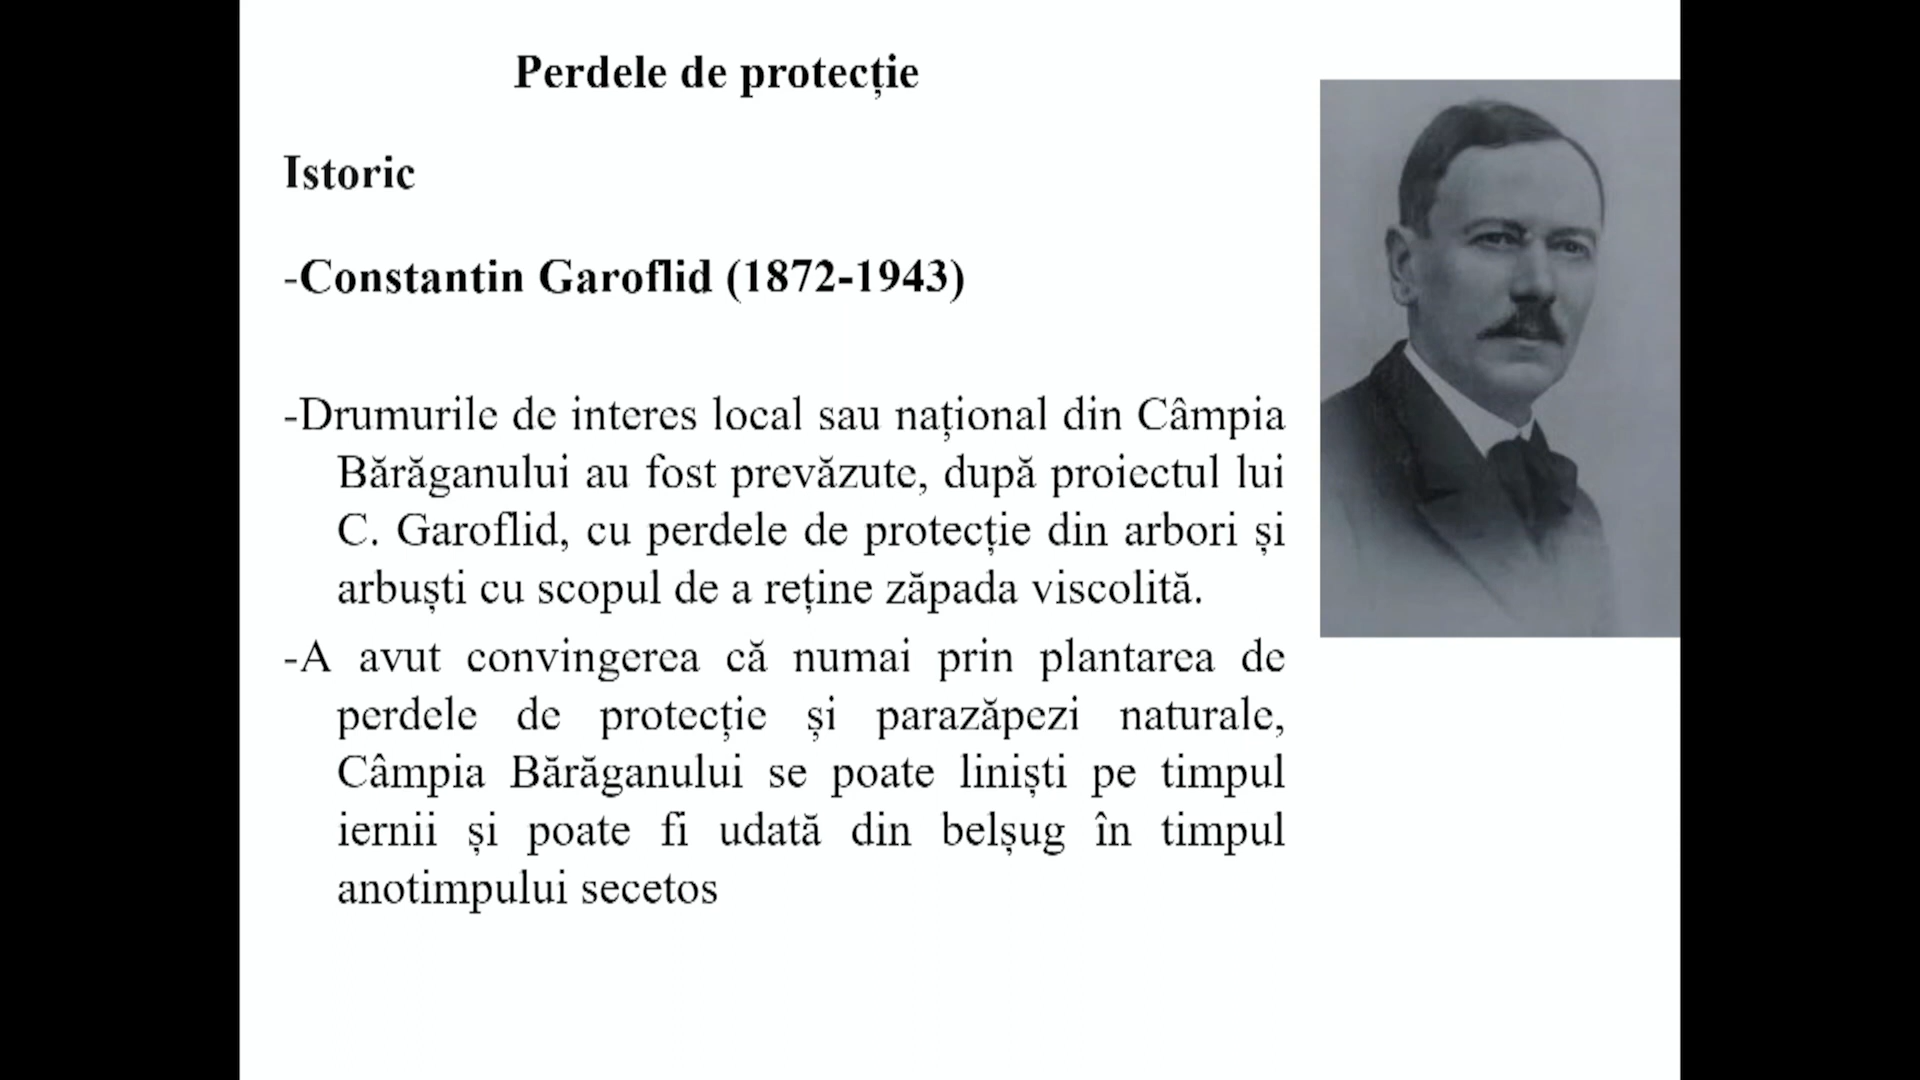 Perdele de protecție
Istoric
-Constantin Garoflid (1872-1943)
-Drumurile de interes local sau național din Câmpia
Bărăganului au fost prevăzute, după proiectul lui
C. Garoflid, cu perdele de protecție din arbori și
arbuști cu scopul de a reține zăpada viscolită.
-A avut convingerea că numai prin plantarea de
perdele de protecție și parazăpezi naturale,
Câmpia Bărăganului se poate liniști pe timpul
iernii și poate fi udată din belșug în timpul
anotimpului secetos